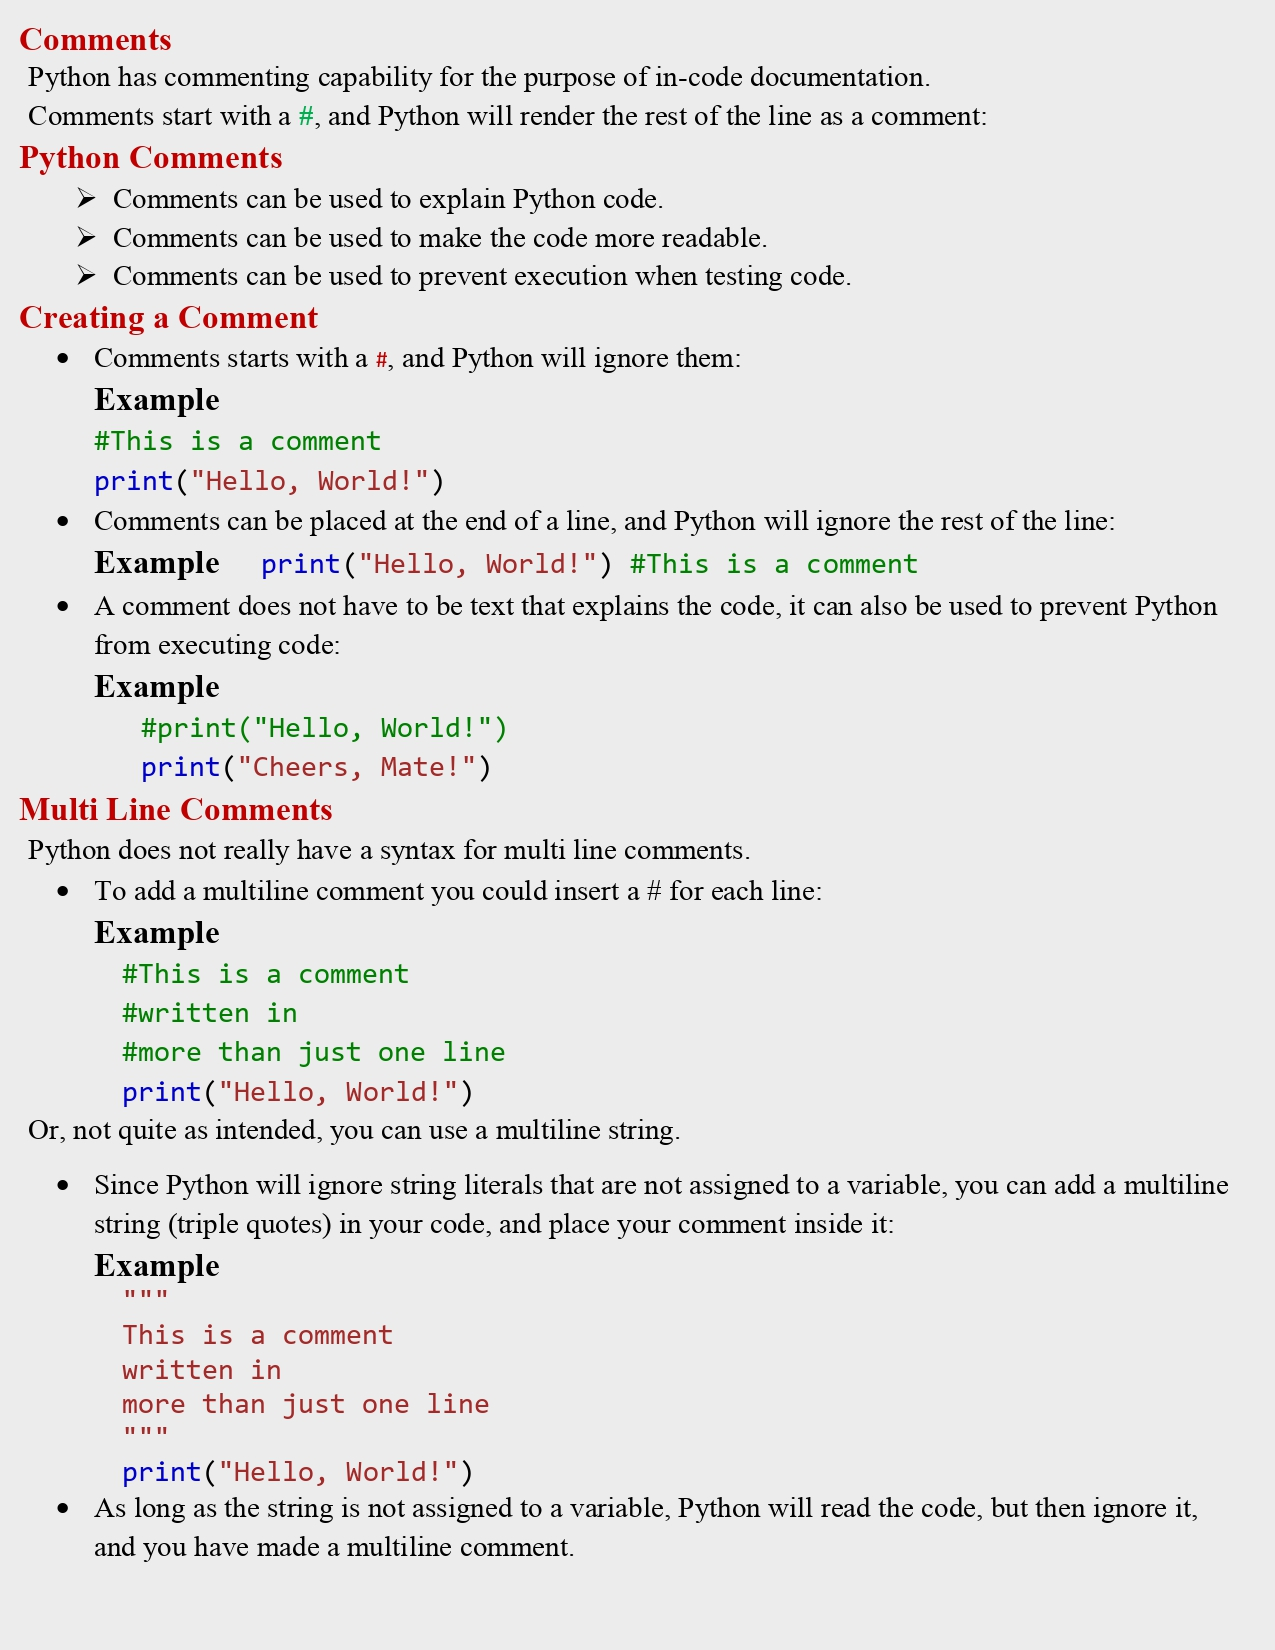 Comments
Python has commenting capability for the purpose of in-code documentation.
Comments start with a #, and Python will render the rest of the line as a comment:
Python Comments
➢ Comments can be used to explain Python code.
➢ Comments can be used to make the code more readable.
➢ Comments can be used to prevent execution when testing code.
Creating a Comment
• Comments starts with a #, and Python will ignore them:
Example
#This is a comment
print("Hello, World!")
• Comments can be placed at the end of a line, and Python will ignore the rest of the line:
Example print("Hello, World!") #This is a comment
• A comment does not have to be text that explains the code, it can also be used to prevent Python
from executing code:
Example
#print("Hello, World!")
print("Cheers, Mate!")
Multi Line Comments
Python does not really have a syntax for multi line comments.
• To add a multiline comment you could insert a # for each line:
Example
#This is a comment
#written in
#more than just one line
print("Hello, World!")
Or, not quite as intended, you can use a multiline string.
• Since Python will ignore string literals that are not assigned to a variable, you can add a multiline
string (triple quotes) in your code, and place your comment inside it:
Example
"""
This is a comment
written in
more than just one line
"""
print("Hello, World!")
• As long as the string is not assigned to a variable, Python will read the code, but then ignore it,
and you have made a multiline comment.